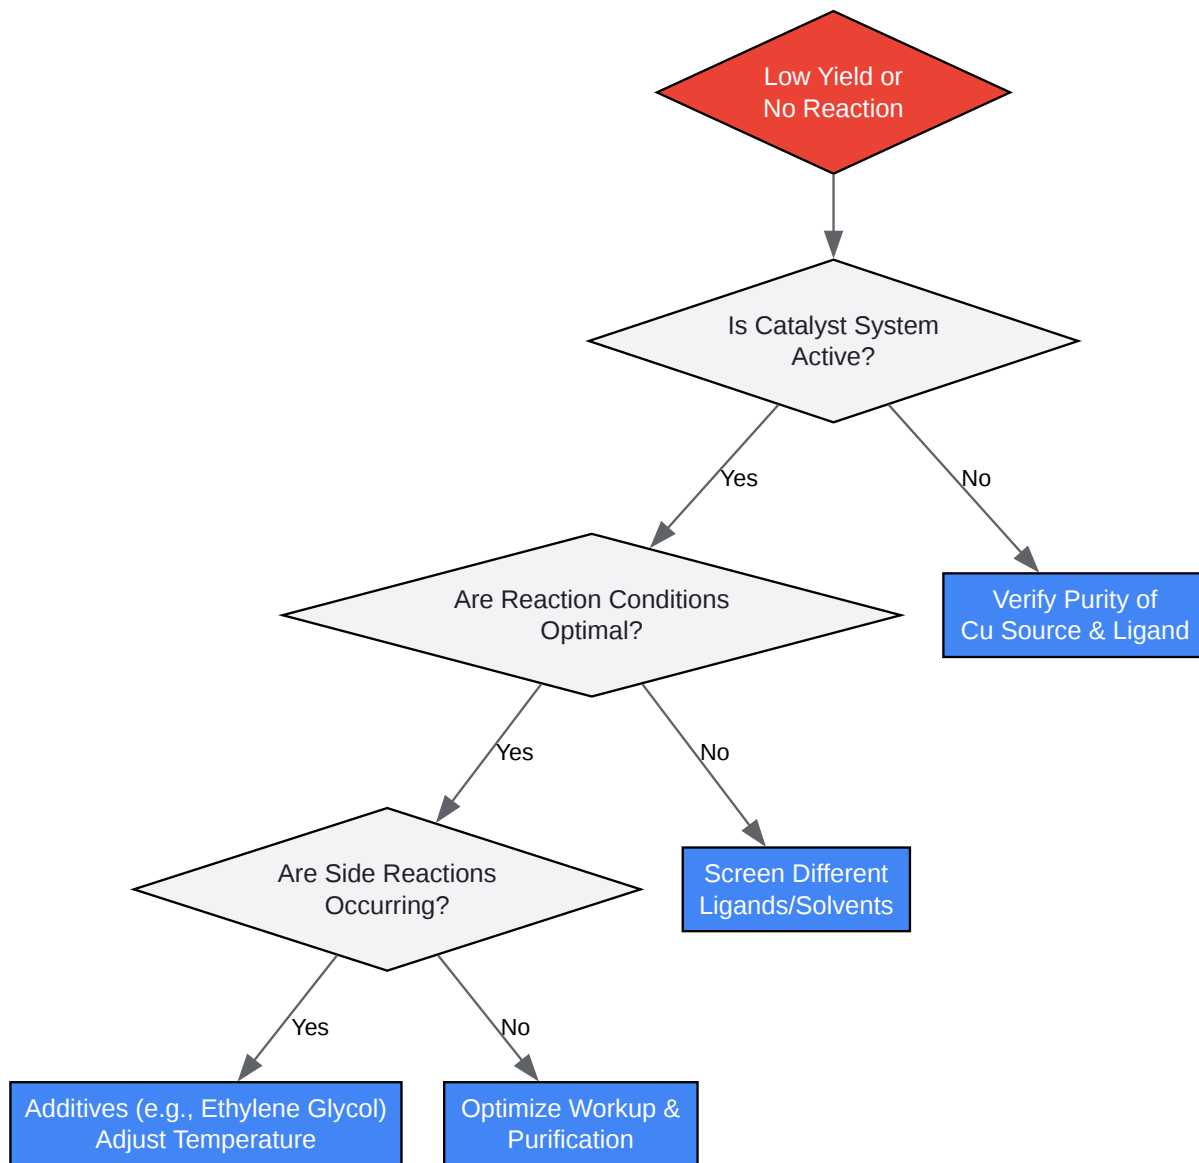 Low Yield or
No Reaction
Is Catalyst System
Active?
Yes
No
Are Reaction Conditions
Optimal?
Verify Purity of
Cu Source & Ligand
Yes
No
Are Side Reactions
Occurring?
Screen Different
Ligands/Solvents
Yes
No
Additives (e.g., Ethylene Glycol)
Adjust Temperature
Optimize Workup &
Purification